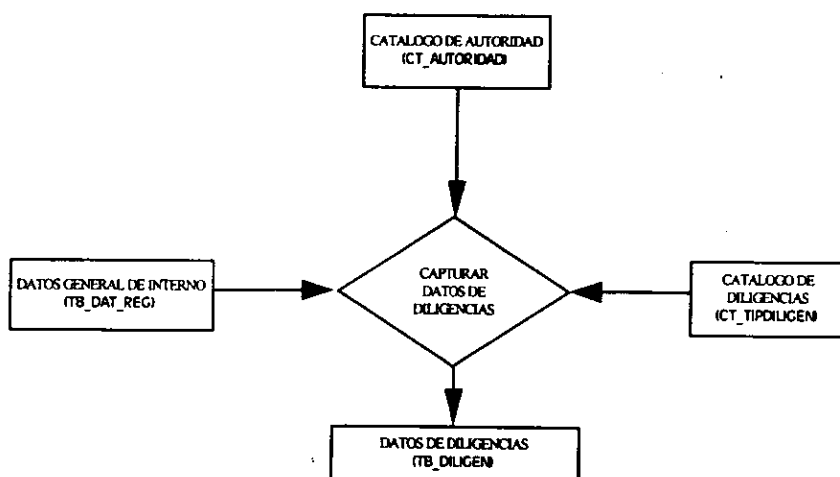 CATALOGO DE AUTORIDAD
(CT_AUTORIDAD)
DATOS GENERAL DE INTERNO
(TB_DAT_REG)
CAPTURAR
DATOS DE
DILIGENCIAS
CATALOGO DE
DILIGENCIAS
(CT_TIPDILIGEN)
DATOS DE DILIGENCIAS
(TB_DILIGEN)